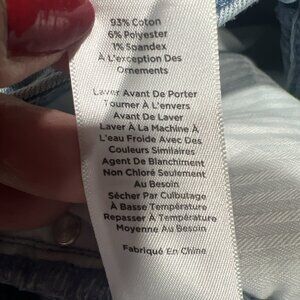 93% Coton
6% Polyester
1% Spandex
À L'exception Des
Ornements
Laver Avant De Porter
Tourner À L'envers
Avant De Laver
Laver À La Machine À
L'eau Froide Avec Des
Couleurs Similaires
Agent De Blanchiment
Non Chloré Seulement
Au Besoin
Sécher Par Culbutage
À Basse Température
Repasser À Température
Moyenne Au Besoin
Fabriqué En Chine